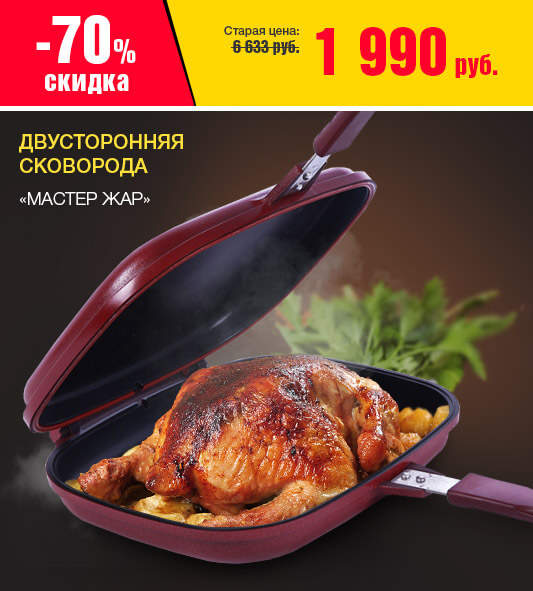 -70%
скидка
Старая цена:
6 633 руб.
1 990 руб.
ДВУСТОРОННЯЯ
СКОВОРОДА
«МАСТЕР ЖАР»